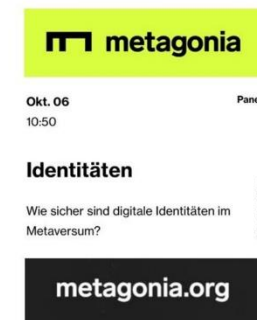 metagonia
Okt. 06
10:50
Identitäten
Wie sicher sind digitale Identitäten im
Metaversum?
metagonia.org